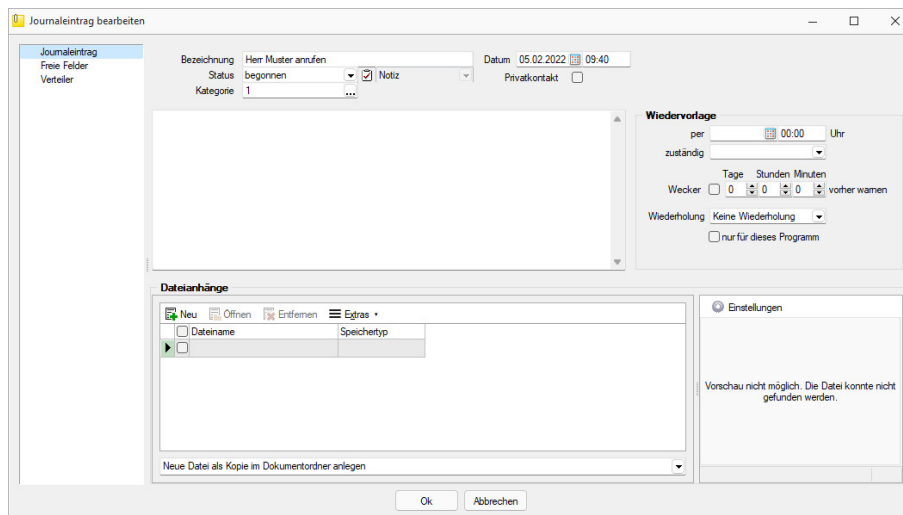 Journaleintrag bearbeiten
Journaleintrag
Freie Felder
Verteiler
Bezeichnung Herr Muster anrufen Datum 05.02.2022 09:40
Status begonnen Notiz Privatkontakt
Kategorie 1 ...
Wiedervorlage
per 00:00 Uhr
zuständig
Tage Stunden Minuten
Wecker 0 0 0 vorher warnen
Wiederholung Keine Wiederholung
nur für dieses Programm
Dateianhänge
Neu Öffnen Entfernen Extras
Dateiname Speichertyp
Neue Datei als Kopie im Dokumentordner anlegen
Einstellungen
Vorschau nicht möglich. Die Datei konnte nicht
gefunden werden.
Ok Abbrechen